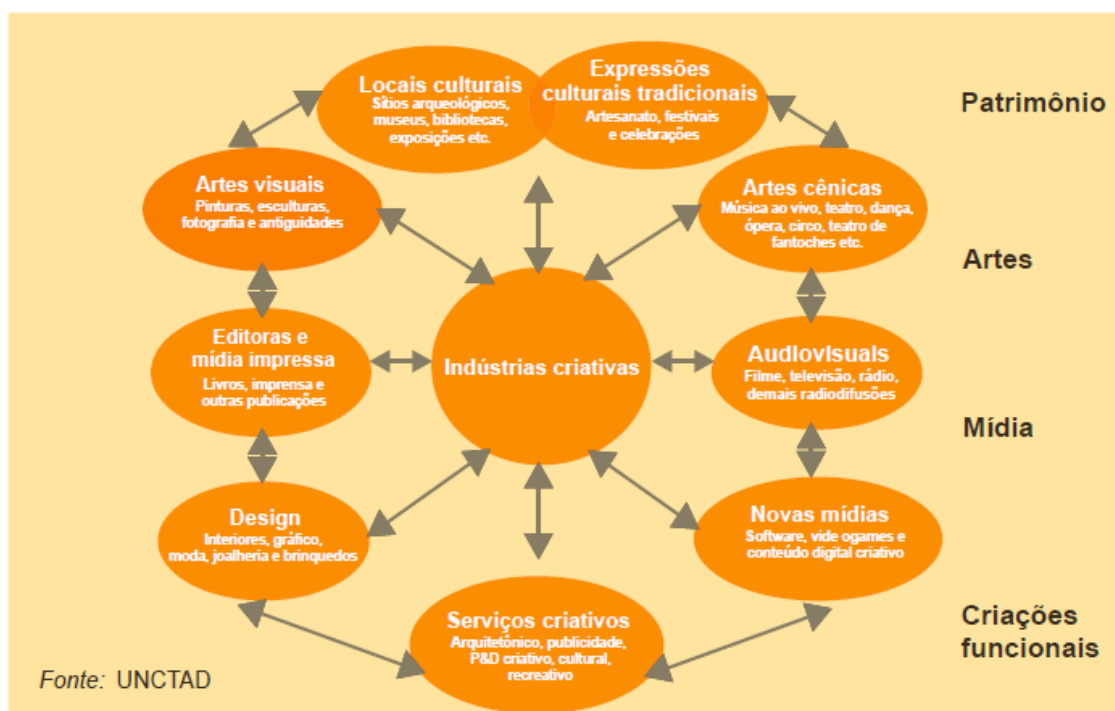 Locais culturais
Sítios arqueológicos,
museus, bibliotecas,
exposições etc.
Expressões
culturais tradicionais
Artesanato, festivais
e celebrações
Patrimônio
Artes visuais
Pinturas, esculturas,
fotografia e antiguidades
Artes cênicas
Música ao vivo, teatro, dança,
ópera, circo, teatro de
fantoches etc.
Artes
Editoras e
mídia impressa
Livros, imprensa e
outras publicações
Indústrias criativas
Audiovisuais
Filme, televisão, rádio,
demais radiodifusões
Mídia
Design
Interiores, gráfico,
moda, joalheria e brinquedos
Novas mídias
Software, vide ogames e
conteúdo digital criativo
Serviços criativos
Arquitetônico, publicidade,
P&D criativo, cultural,
recreativo
Criações
funcionais
Fonte: UNCTAD